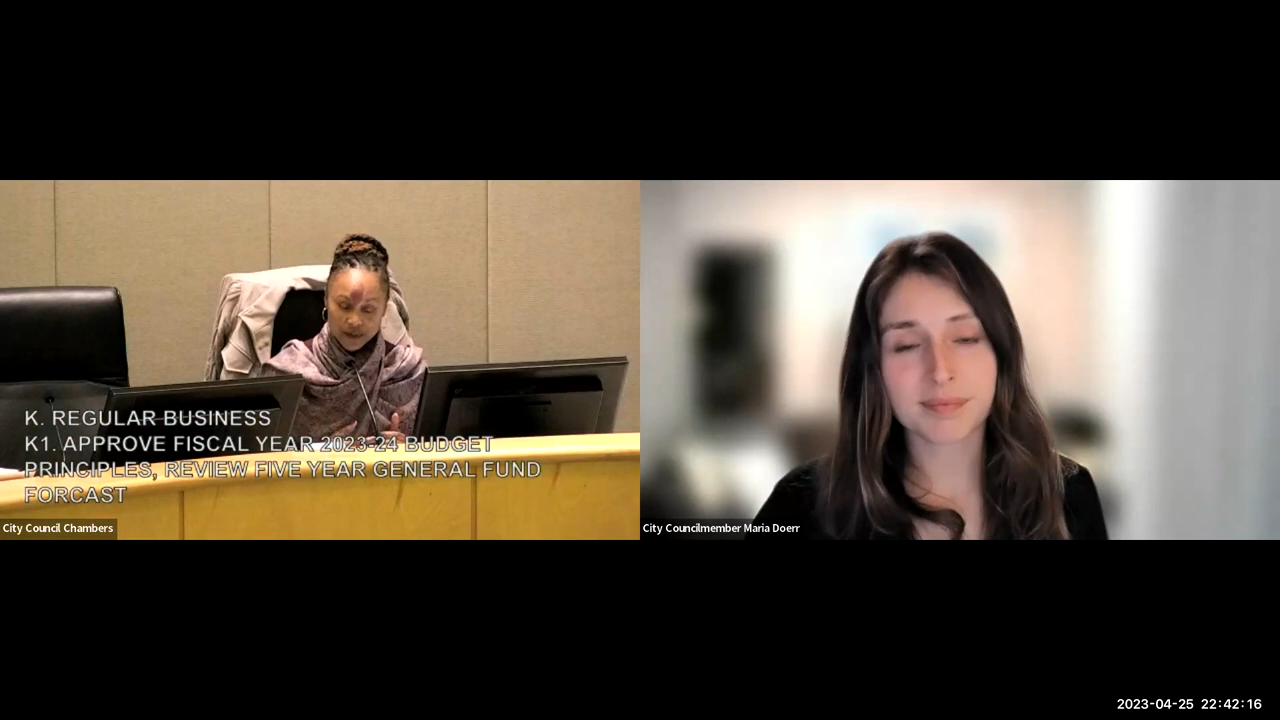 K. REGULAR BUSINESS
K1. APPROVE FISCAL YEAR 2023-24 BUDGET
PRINCIPLES, REVIEW FIVE YEAR GENERAL FUND
FORCAST
City Council Chambers
City Councilmember Maria Doerr
2023-04-25 22:42:16